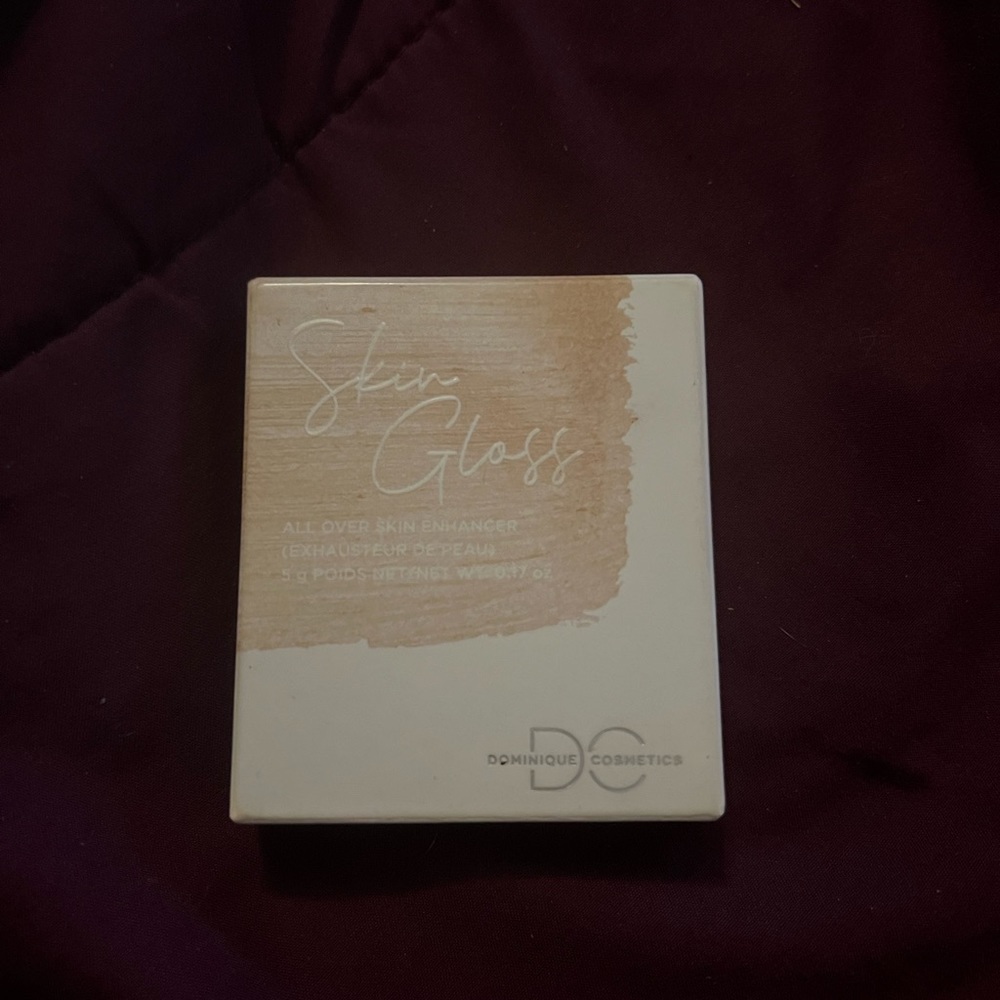 Skin
Gloss
ALL OVER SKIN ENHANCER
(EXHAUSTEUR DE PEAU)
5 g POIDS NET/NET WT. 0.17 oz
DC
DOMINIQUE COSMETICS